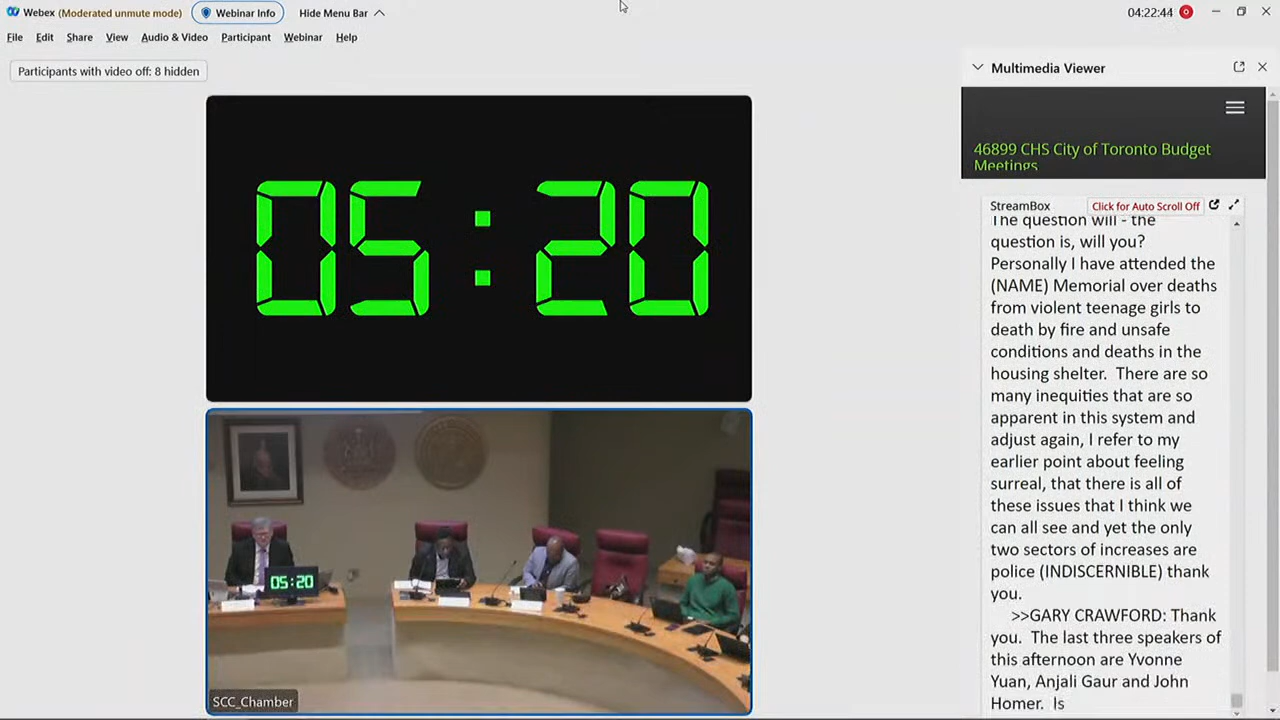 Webex (Moderated unmute mode) Webinar Info Hide Menu Bar 04:22:44
File Edit Share View Audio & Video Participant Webinar Help
Participants with video off: 8 hidden
05:20
05:20
SCC_Chamber
Multimedia Viewer
46899 CHS City of Toronto Budget
Meetings
StreamBox Click for Auto Scroll Off
The question will - the
question is, will you?
Personally I have attended the
(NAME) Memorial over deaths
from violent teenage girls to
death by fire and unsafe
conditions and deaths in the
housing shelter. There are so
many inequities that are so
apparent in this system and
adjust again, I refer to my
earlier point about feeling
surreal, that there is all of
these issues that I think we
can all see and yet the only
two sectors of increases are
police (INDISCERNIBLE) thank
you.
>>GARY CRAWFORD: Thank
you. The last three speakers of
this afternoon are Yvonne
Yuan, Anjali Gaur and John
Homer. Is